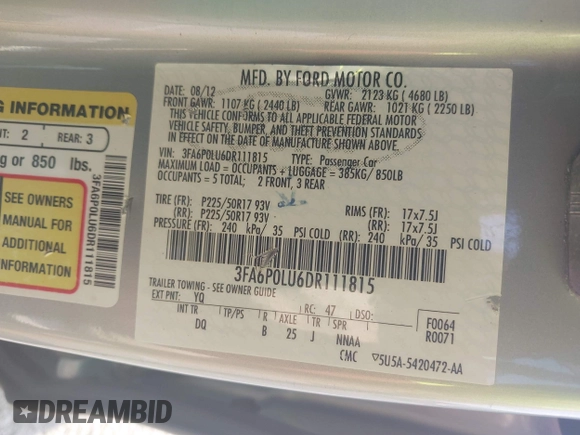 MFD. BY FORD MOTOR CO.
DATE: 08/12 GVWR: 2123 KG ( 4680 LB)
FRONT GAWR: 1107 KG ( 2440 LB) REAR GAWR: 1021 KG ( 2250 LB)
THIS VEHICLE CONFORMS TO ALL APPLICABLE FEDERAL MOTOR
VEHICLE SAFETY, BUMPER, AND THEFT PREVENTION STANDARDS
IN EFFECT ON THE DATE OF MANUFACTURE SHOWN ABOVE.
VIN: 3FA6P0LU6DR111815 TYPE: Passenger Car
MAXIMUM LOAD = OCCUPANTS + LUGGAGE = 385KG/ 850LB
OCCUPANTS = 5 TOTAL; 2 FRONT, 3 REAR
TIRE (FR): P225/50R17 93V RIMS (FR): 17x7.5J
(RR): P225/50R17 93V (RR): 17x7.5J
PRESSURE (FR): 240 kPa/ 35 PSI COLD (RR): 240 kPa/ 35 PSI COLD
3FA6P0LU6DR111815
TRAILER TOWING - SEE OWNER GUIDE
EXT PNT: YQ RC: 47 DSO: F0064
INT TR TP/PS R AXLE TR SPR R0071
DQ B 25 J NNAA
CMC 5U5A-5420472-AA
G INFORMATION
NT: 2 REAR: 3
g or 850 lbs.
SEE OWNERS
MANUAL FOR
ADDITIONAL
INFORMATION
3FA6P0LU6DR111815
DREAMBID